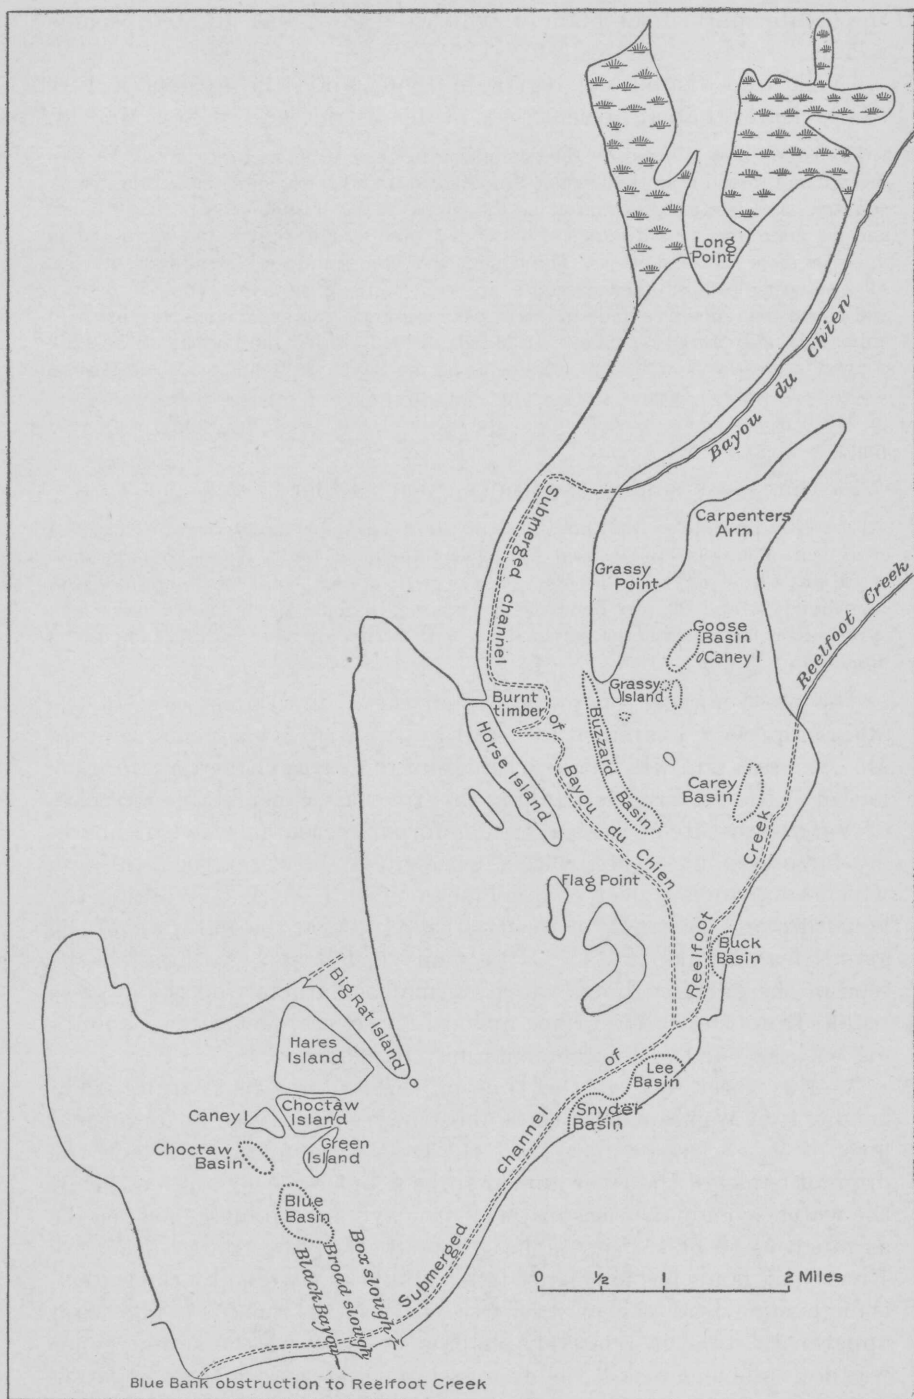 Long
Point
Bayou du Chien
Submerged channel of Bayou du Chien
Carpenters
Arm
Grassy
Point
Reelfoot Creek
Goose
Basin
Caney I
Grassy
Island
Burnt
timber
Buzzard Basin
Horse Island
Carey
Basin
Flag Point
Submerged channel of Reelfoot Creek
Buck
Basin
Big Rat Island
Hares
Island
Lee
Basin
Choctaw
Island
Caney I
Snyder
Basin
Green
Island
Choctaw
Basin
Blue
Basin
Box slough
Broad slough
Black Bayou
0 ½ 1 2 Miles
Blue Bank obstruction to Reelfoot Creek